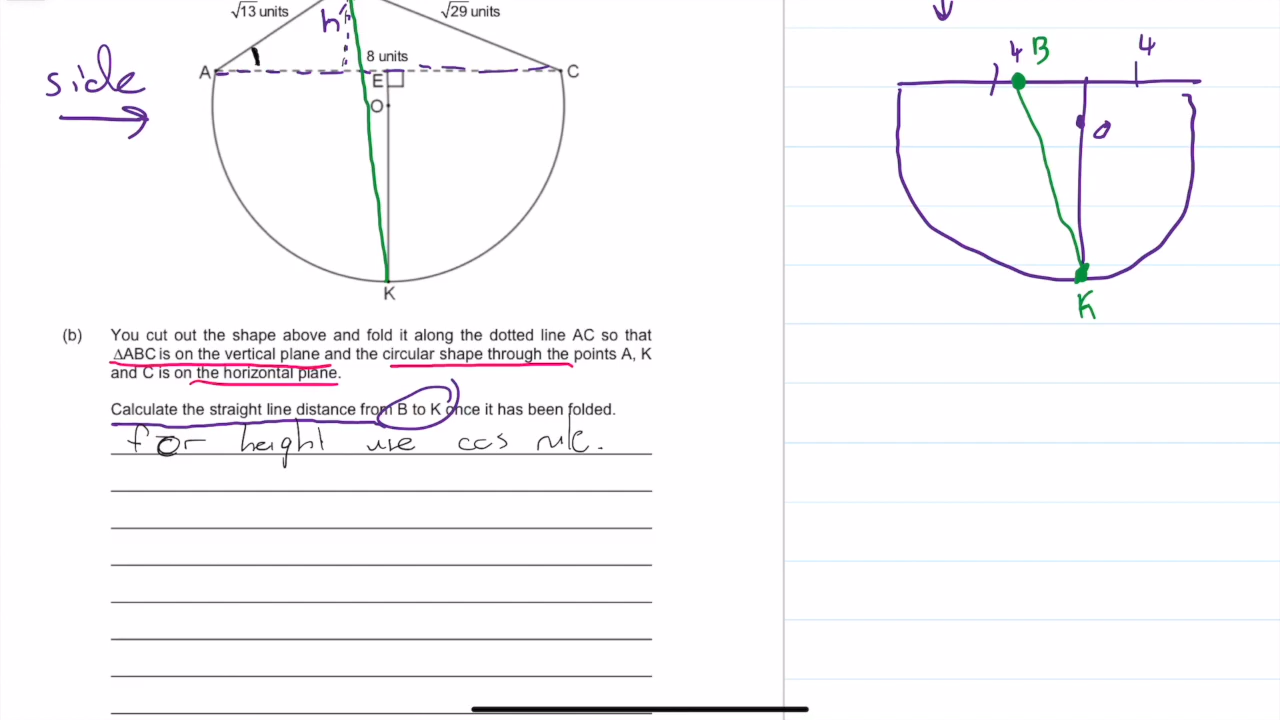 √13 units
√29 units
h
8 units
side
A
E
C
O
K
4 B
4
O
K
(b) You cut out the shape above and fold it along the dotted line AC so that
ΔABC is on the vertical plane and the circular shape through the points A, K
and C is on the horizontal plane.
Calculate the straight line distance from B to K once it has been folded.
for height use cos rule.